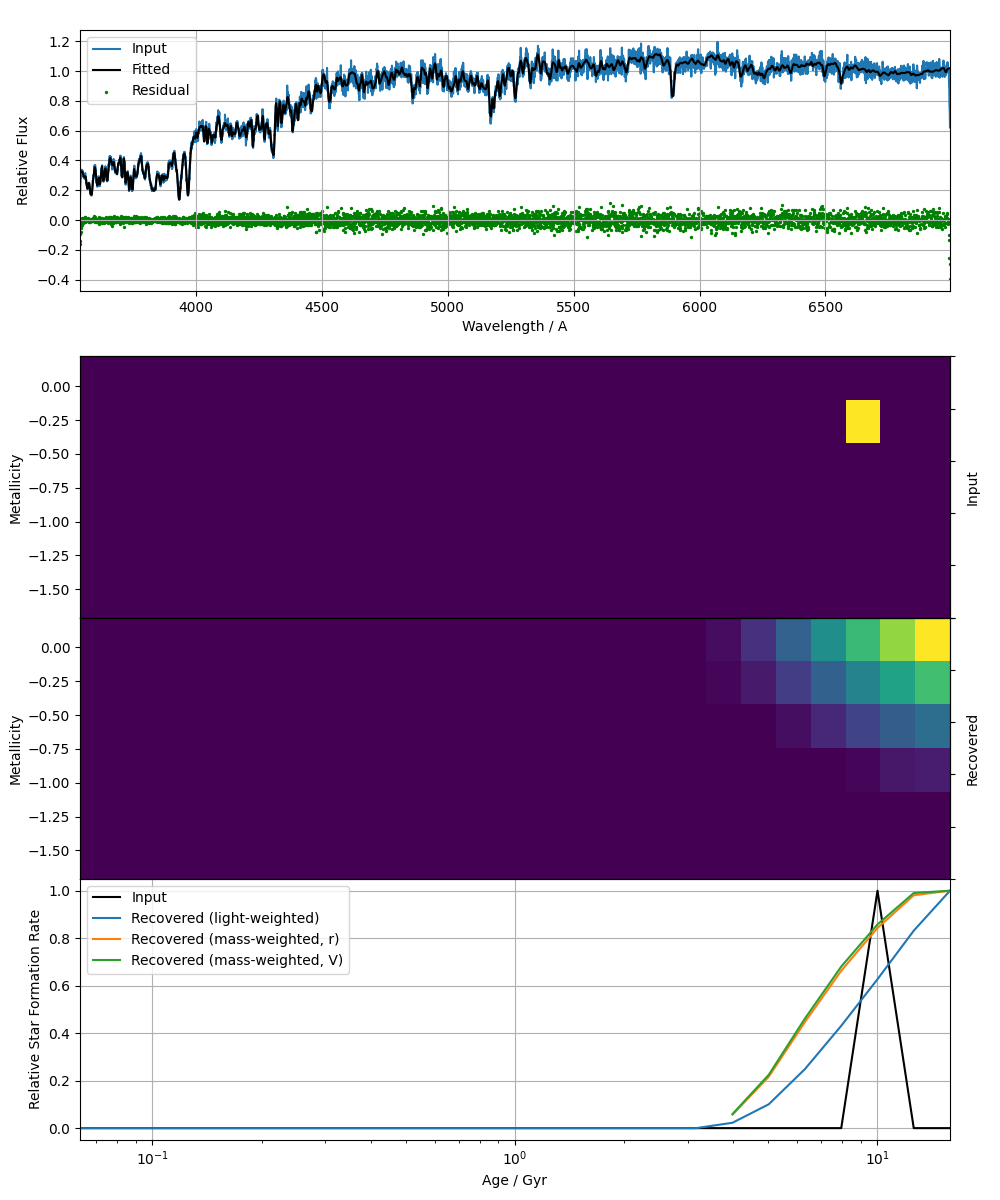 1.2
1.0
0.8
0.6
0.4
0.2
0.0
−0.2
−0.4
Relative Flux
Input
Fitted
Residual
4000 4500 5000 5500 6000 6500
Wavelength / A
0.00
−0.25
−0.50
−0.75
−1.00
−1.25
−1.50
Metallicity
Input
0.00
−0.25
−0.50
−0.75
−1.00
−1.25
−1.50
Metallicity
Recovered
1.0
0.8
0.6
0.4
0.2
0.0
Relative Star Formation Rate
Input
Recovered (light-weighted)
Recovered (mass-weighted, r)
Recovered (mass-weighted, V)
10⁻¹ 10⁰ 10¹
Age / Gyr